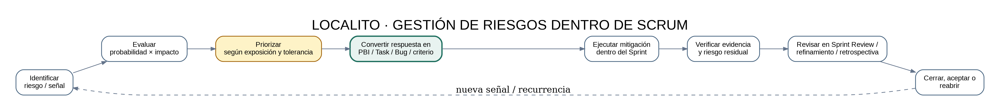 LOCALITO · GESTIÓN DE RIESGOS DENTRO DE SCRUM
Identificar
riesgo / señal
Evaluar
probabilidad × impacto
Priorizar
según exposición y tolerancia
Convertir respuesta en
PBI / Task / Bug / criterio
Ejecutar mitigación
dentro del Sprint
Verificar evidencia
y riesgo residual
Revisar en Sprint Review /
refinamiento / retrospectiva
Cerrar, aceptar o
reabrir
nueva señal / recurrencia